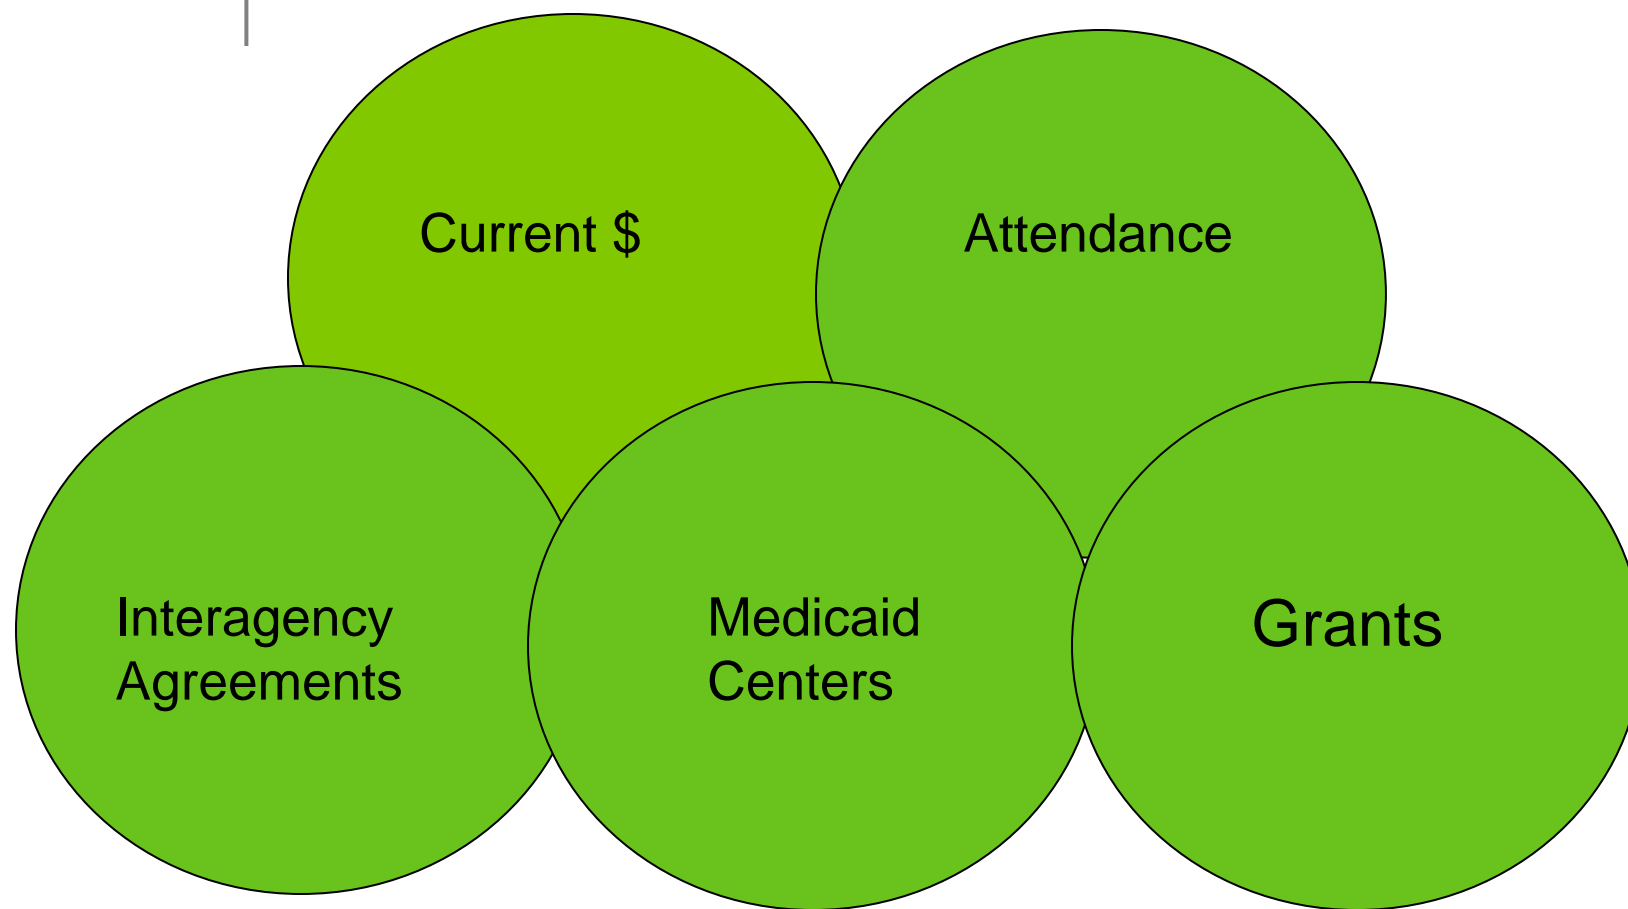 Current $
Attendance
Interagency
Agreements
Medicaid
Centers
Grants